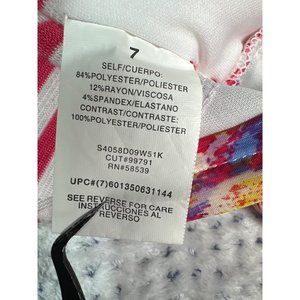 7
SELF/CUERPO:
84%POLYESTER/POLIESTER
12%RAYON/VISCOSA
4%SPANDEX/ELASTANO
CONTRAST/CONTRASTE:
100%POLYESTER/POLIESTER
S4058D09W51K
CUT#99791
RN#58539
UPC#(7)601350631144
SEE REVERSE FOR CARE
INSTRUCCIONES AL
REVERSO